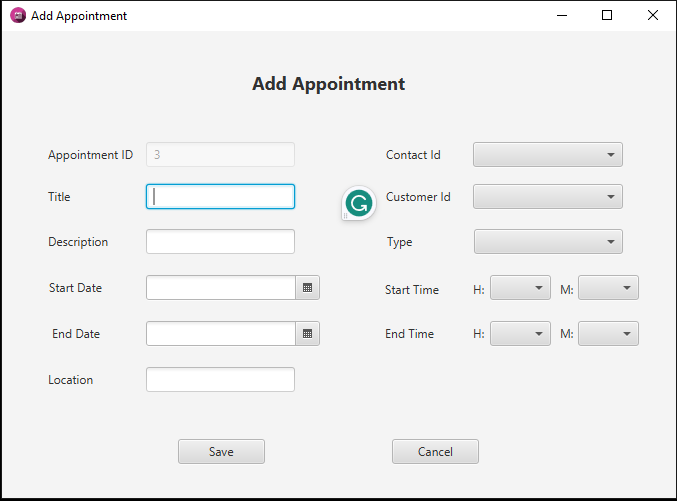 Add Appointment
Add Appointment
Appointment ID 3 Contact Id
Title Customer Id
Description Type
Start Date Start Time H: M:
End Date End Time H: M:
Location
Save Cancel